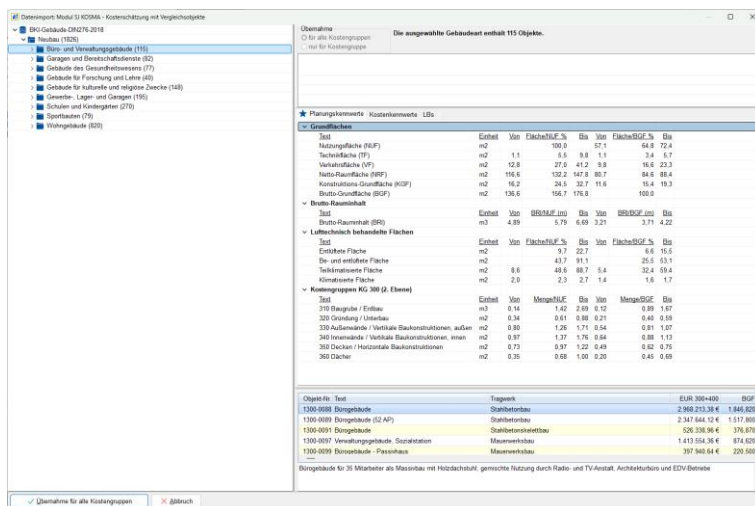 Datenimport: Modul SJ KOSMA - Kostenschätzung mit Vergleichsobjekte
BKI-Gebäude-DIN276-2018
Neubau (1826)
Büro- und Verwaltungsgebäude (115)
Garagen und Bereitschaftsdienste (82)
Gebäude des Gesundheitswesens (77)
Gebäude für Forschung und Lehre (40)
Gebäude für kulturelle und religiöse Zwecke (148)
Gewerbe-, Lager- und Garagen (195)
Schulen und Kindergärten (270)
Sportbauten (79)
Wohngebäude (820)
Übernahme
für alle Kostengruppen
nur für Kostengruppe
Die ausgewählte Gebäudeart enthält 115 Objekte.
Planungskennwerte Kostenkennwerte LBs
Grundflächen
Text Einheit Von Fläche/NUF % Bis Von Fläche/BGF % Bis
Nutzungsfläche (NUF) m2 100,0 57,1 64,8 72,4
Technikfläche (TF) m2 1,1 5,5 9,8 1,1 3,4 5,7
Verkehrsfläche (VF) m2 12,8 27,0 41,2 9,8 16,6 23,3
Netto-Raumfläche (NRF) m2 116,6 132,2 147,8 80,7 84,6 88,4
Konstruktions-Grundfläche (KGF) m2 16,2 24,5 32,7 11,6 15,4 19,3
Brutto-Grundfläche (BGF) m2 136,6 156,7 176,8 100,0
Brutto-Rauminhalt
Text Einheit Von BRI/NUF (m) Bis Von BRI/BGF (m) Bis
Brutto-Rauminhalt (BRI) m3 4,89 5,79 6,69 3,21 3,71 4,22
Lufttechnisch behandelte Flächen
Text Einheit Von Fläche/NUF % Bis Von Fläche/BGF % Bis
Entlüftete Fläche m2 9,7 22,7 6,6 15,5
Be- und entlüftete Fläche m2 43,7 91,1 25,5 53,1
Teilklimatisierte Fläche m2 8,6 48,6 88,7 5,4 32,4 59,4
Klimatisierte Fläche m2 2,0 2,3 2,7 1,4 1,6 1,7
Kostengruppen KG 300 (2. Ebene)
Text Einheit Von Menge/NUF Bis Von Menge/BGF Bis
310 Baugrube / Erdbau m3 0,14 1,42 2,69 0,12 0,89 1,67
320 Gründung / Unterbau m2 0,34 0,61 0,88 0,21 0,40 0,59
330 Außenwände / Vertikale Baukonstruktionen, außen m2 0,80 1,26 1,71 0,54 0,81 1,07
340 Innenwände / Vertikale Baukonstruktionen, innen m2 0,97 1,37 1,76 0,64 0,88 1,13
350 Decken / Horizontale Baukonstruktionen m2 0,73 0,97 1,22 0,49 0,62 0,75
360 Dächer m2 0,35 0,68 1,00 0,20 0,45 0,69
Objekt-Nr. Text Tragwerk EUR 300+400 BGF
1300-0088 Bürogebäude Stahlbetonbau 2.968.213,38 € 1.846,820
1300-0089 Bürogebäude (52 AP) Stahlbetonbau 2.347.644,12 € 1.517,800
1300-0091 Bürogebäude Stahlbetonskelettbau 526.338,96 € 376,870
1300-0097 Verwaltungsgebäude, Sozialstation Mauerwerksbau 1.413.554,36 € 874,620
1300-0099 Bürogebäude - Passivhaus Mauerwerksbau 397.940,64 € 220,500
Bürogebäude für 35 Mitarbeiter als Massivbau mit Holzdachstuhl; gemischte Nutzung durch Radio- und TV-Anstalt, Architekturbüro und EDV-Betriebe
Übernahme für alle Kostengruppen Abbruch